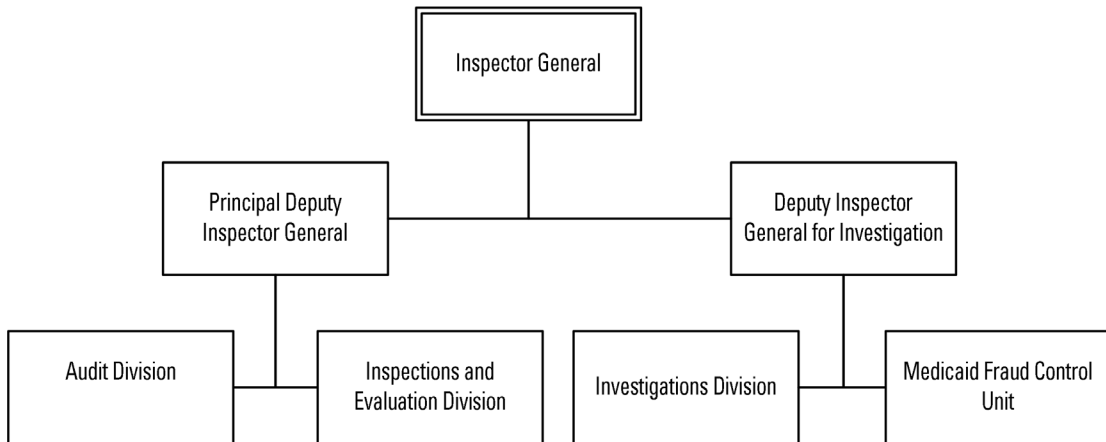 Inspector General
Principal Deputy
Inspector General
Deputy Inspector
General for Investigation
Audit Division
Inspections and
Evaluation Division
Investigations Division
Medicaid Fraud Control
Unit